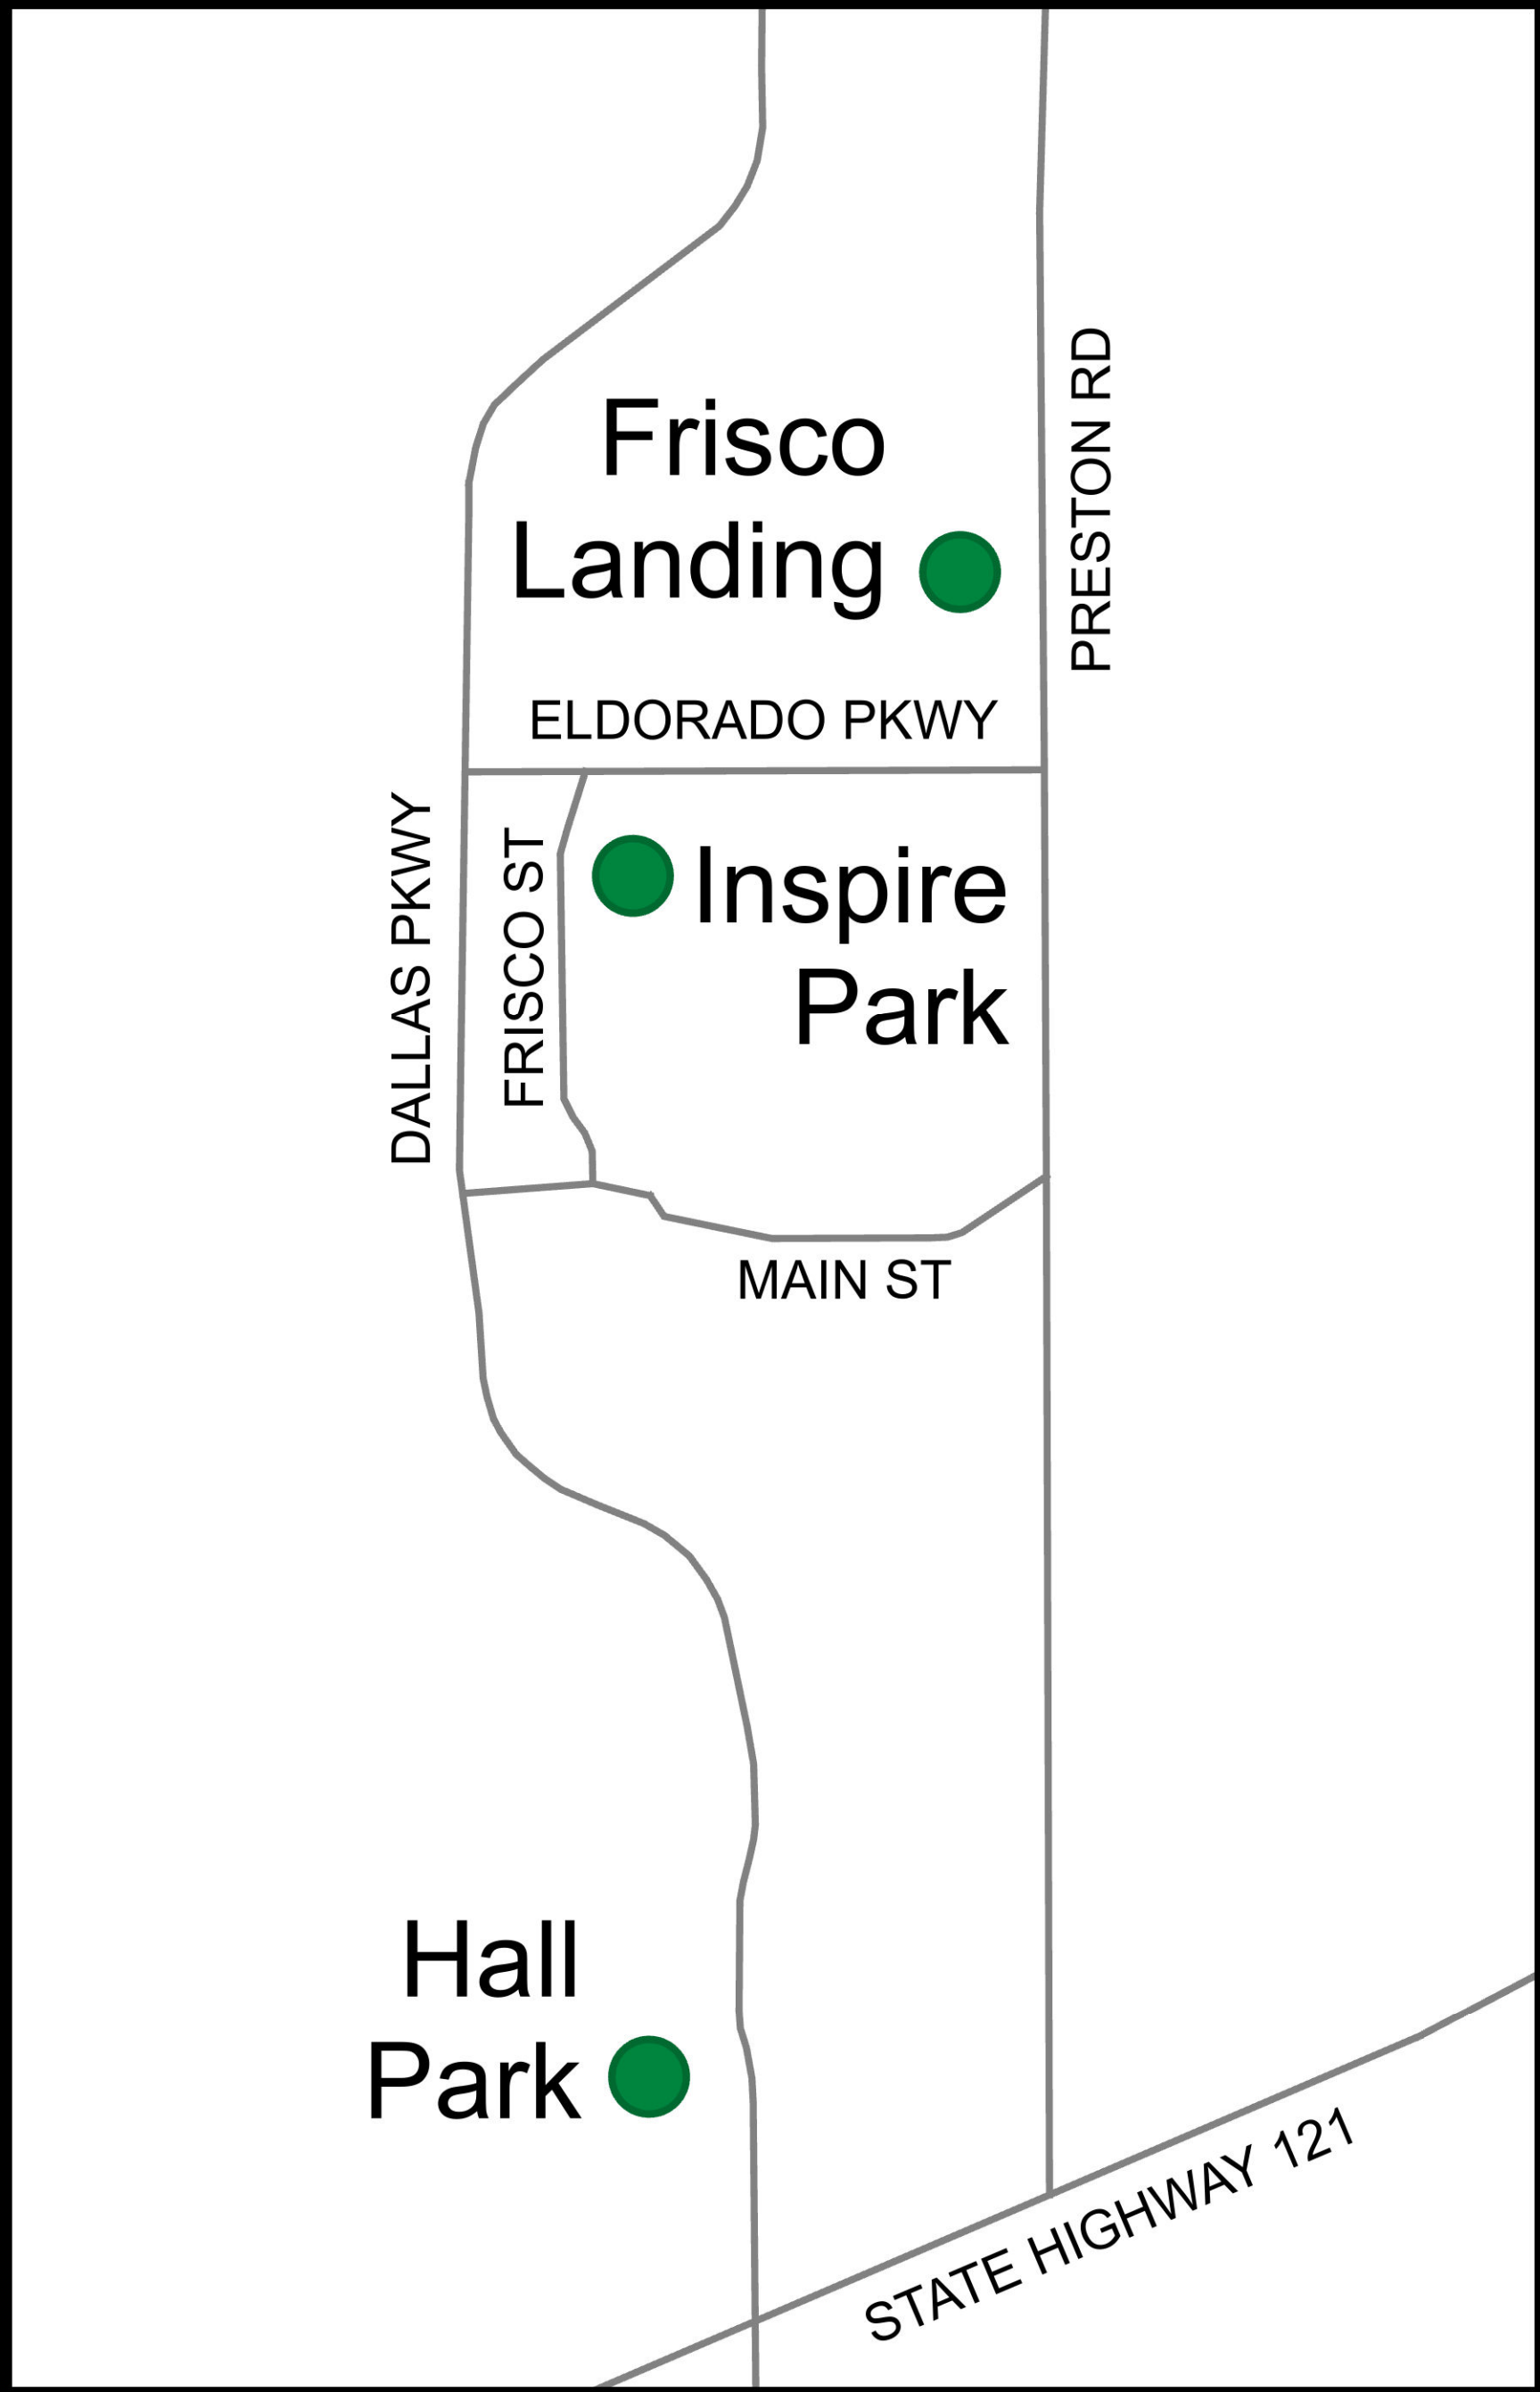 Frisco
Landing
PRESTON RD
ELDORADO PKWY
DALLAS PKWY
FRISCO ST
Inspire
Park
MAIN ST
Hall
Park
STATE HIGHWAY 121